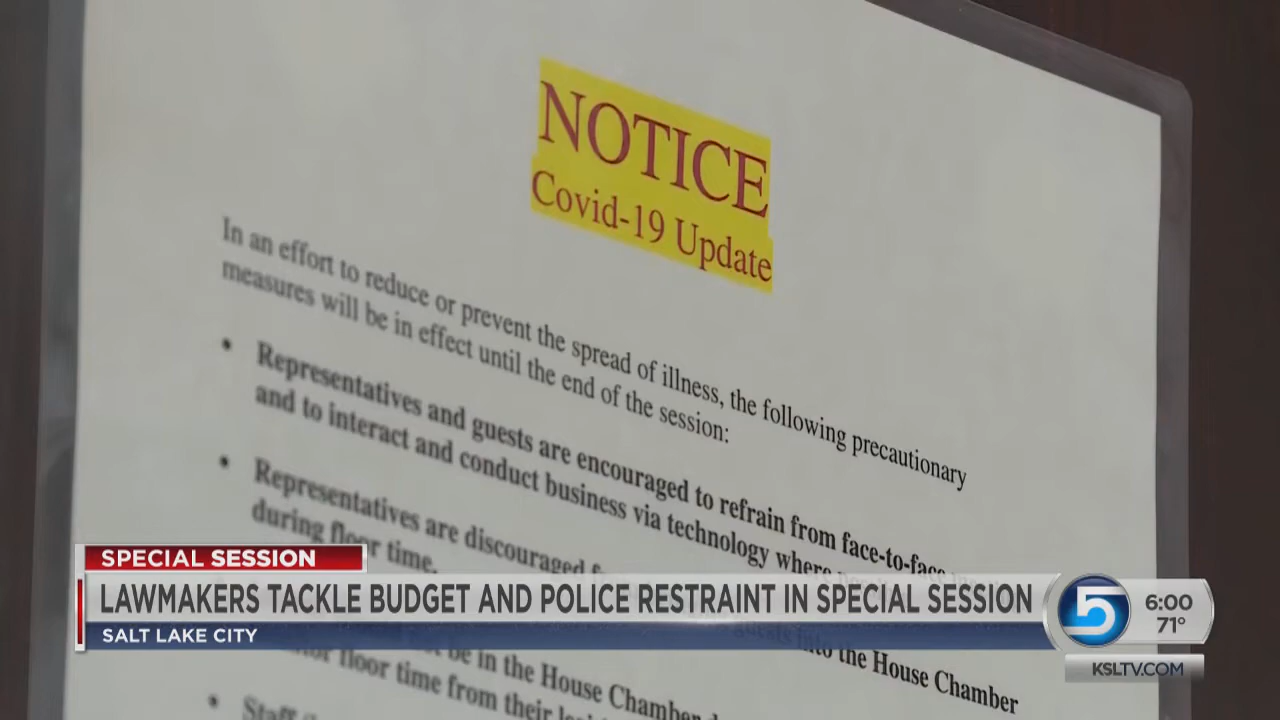 NOTICE
Covid-19 Update
In an effort to reduce or prevent the spread of illness, the following precautionary
measures will be in effect until the end of the session:
• Representatives and guests are encouraged to refrain from face-to-face
and to interact and conduct business via technology where
• Representatives are discouraged
during floor time.
guests into the House Chamber
be in the House Chamber
floor time from their
• Staff
SPECIAL SESSION
LAWMAKERS TACKLE BUDGET AND POLICE RESTRAINT IN SPECIAL SESSION
SALT LAKE CITY
5
6:00
71°
KSLTV.COM